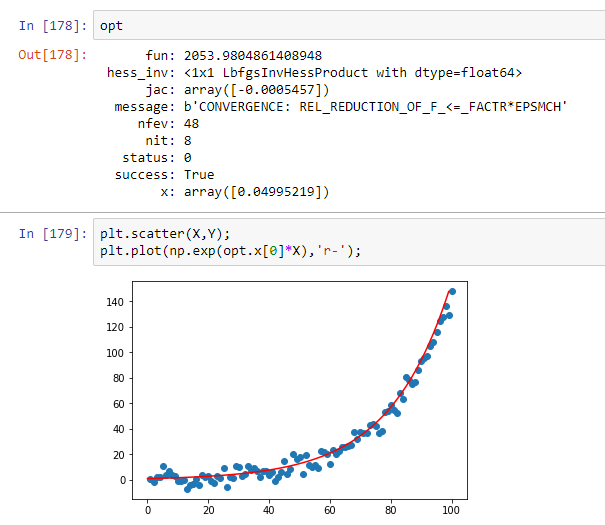 In [178]: opt
Out[178]: fun: 2053.9804861408948
hess_inv: <1x1 LbfgsInvHessProduct with dtype=float64>
jac: array([-0.0005457])
message: b'CONVERGENCE: REL_REDUCTION_OF_F_<=_FACTR*EPSMCH'
nfev: 48
nit: 8
status: 0
success: True
x: array([0.04995219])
In [179]: plt.scatter(X,Y);
plt.plot(np.exp(opt.x[0]*X),'r-');
140
120
100
80
60
40
20
0
0 20 40 60 80 100